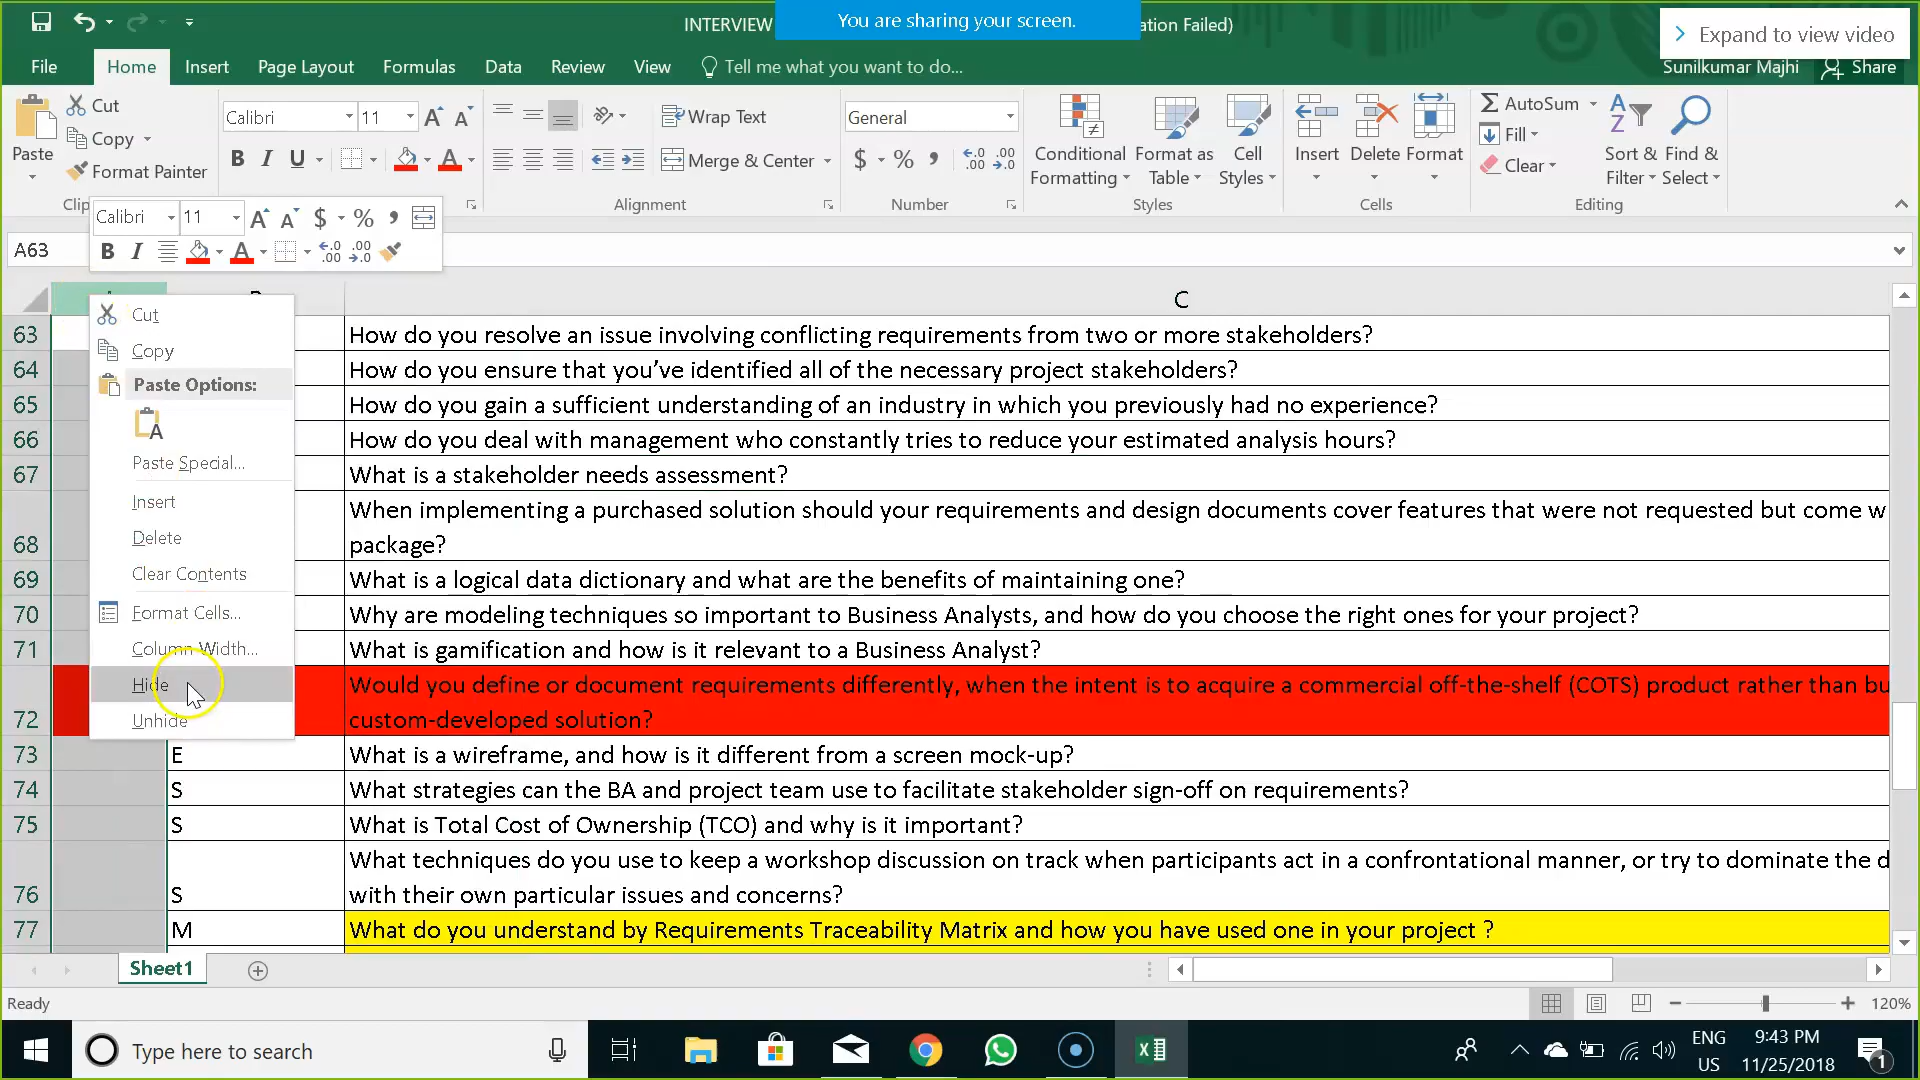 INTERVIEW
You are sharing your screen.
ation Failed)
Expand to view video
File
Home
Insert
Page Layout
Formulas
Data
Review
View
Tell me what you want to do...
Sunilkumar Majhi
Share
Paste
Cut
Copy
Format Painter
Calibri
11
B I U
Wrap Text
Merge & Center
Alignment
General
$ %
Number
Conditional Formatting
Format as Table
Cell Styles
Styles
Insert
Delete
Format
Cells
AutoSum
Fill
Clear
Sort & Filter
Find & Select
Editing
Calibri
11
$ %
B I
A63
C
Cut
Copy
Paste Options:
Paste Special...
Insert
Delete
Clear Contents
Format Cells...
Column Width...
Hide
Unhide
63 How do you resolve an issue involving conflicting requirements from two or more stakeholders?
64 How do you ensure that you’ve identified all of the necessary project stakeholders?
65 How do you gain a sufficient understanding of an industry in which you previously had no experience?
66 How do you deal with management who constantly tries to reduce your estimated analysis hours?
67 What is a stakeholder needs assessment?
When implementing a purchased solution should your requirements and design documents cover features that were not requested but come w
68 package?
69 What is a logical data dictionary and what are the benefits of maintaining one?
70 Why are modeling techniques so important to Business Analysts, and how do you choose the right ones for your project?
71 What is gamification and how is it relevant to a Business Analyst?
Would you define or document requirements differently, when the intent is to acquire a commercial off-the-shelf (COTS) product rather than bu
72 custom-developed solution?
73 E What is a wireframe, and how is it different from a screen mock-up?
74 S What strategies can the BA and project team use to facilitate stakeholder sign-off on requirements?
75 S What is Total Cost of Ownership (TCO) and why is it important?
What techniques do you use to keep a workshop discussion on track when participants act in a confrontational manner, or try to dominate the d
76 S with their own particular issues and concerns?
77 M What do you understand by Requirements Traceability Matrix and how you have used one in your project ?
Sheet1
Ready
120%
Type here to search
ENG
US
9:43 PM
11/25/2018
1